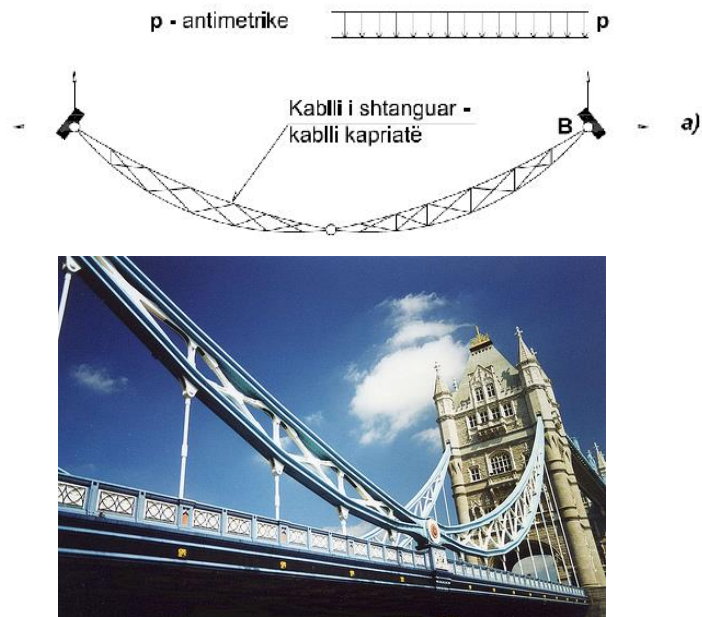 p - antimetrike p
Kablli i shtanguar -
kablli kapriatë
B a)